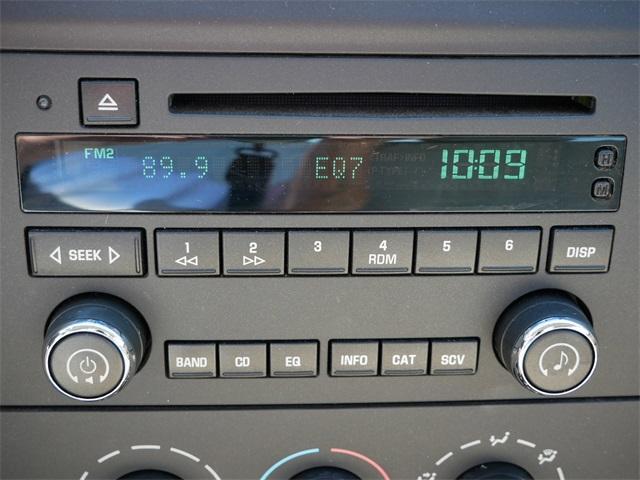 FM2
89.9 EQ7 10:09
H
M
SEEK 1 2 3 4 RDM 5 6 DISP
BAND CD EQ INFO CAT SCV